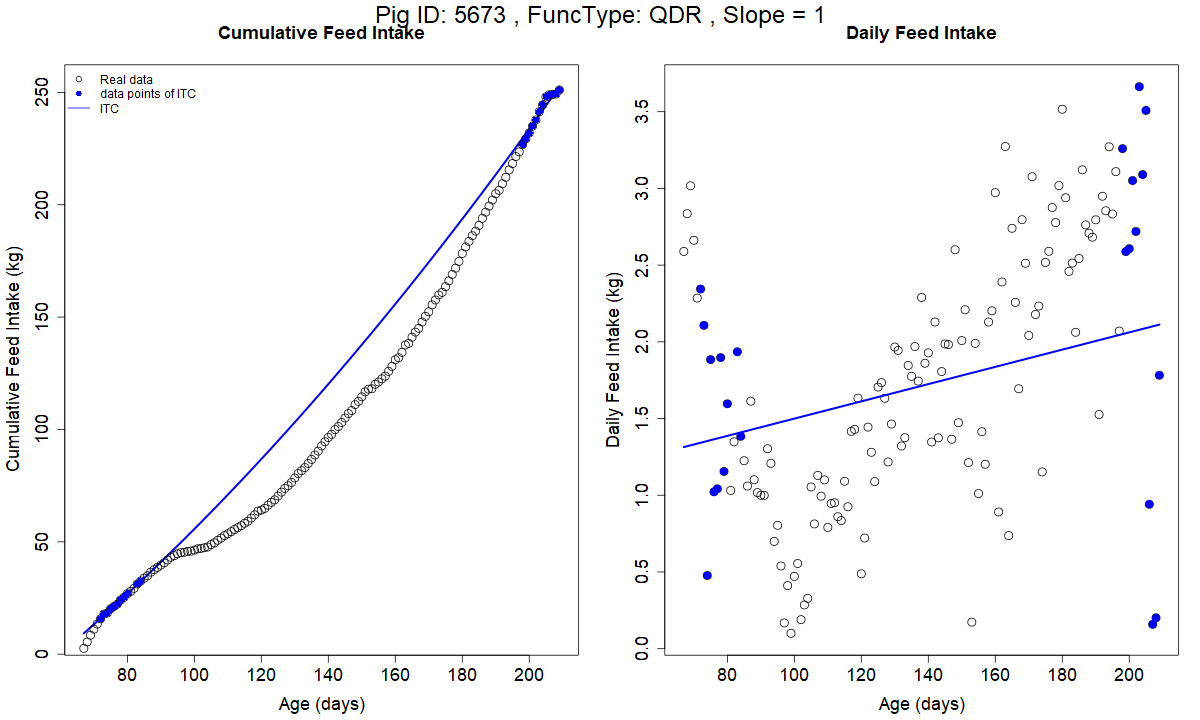 Pig ID: 5673 , FuncType: QDR , Slope = 1
Cumulative Feed Intake
Daily Feed Intake
Real data
data points of ITC
ITC
Cumulative Feed Intake (kg)
0
50
100
150
200
250
80
100
120
140
160
180
200
Age (days)
Daily Feed Intake (kg)
0.0
0.5
1.0
1.5
2.0
2.5
3.0
3.5
80
100
120
140
160
180
200
Age (days)